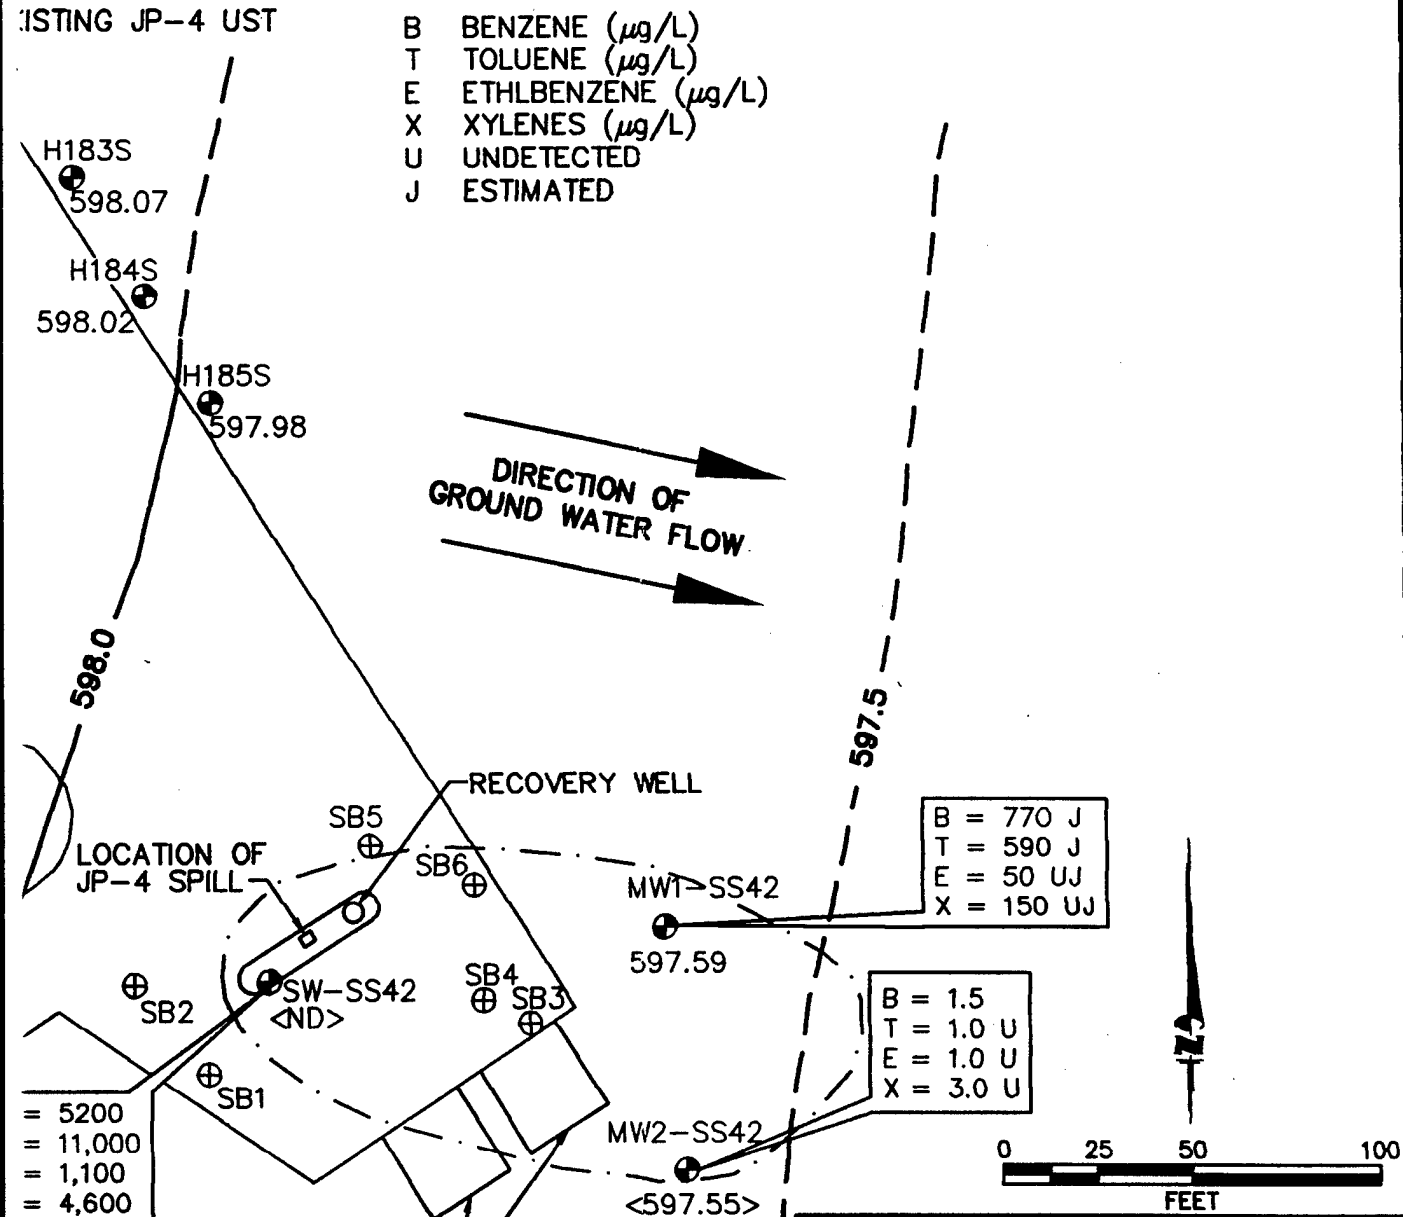 ISTING JP-4 UST
B BENZENE (µg/L)
T TOLUENE (µg/L)
E ETHLBENZENE (µg/L)
X XYLENES (µg/L)
U UNDETECTED
J ESTIMATED
H183S
598.07
H184S
598.02
H185S
597.98
DIRECTION OF
GROUND WATER FLOW
598.0
597.5
RECOVERY WELL
SB5
LOCATION OF
JP-4 SPILL
SB6
MW1-SS42
597.59
B = 770 J
T = 590 J
E = 50 UJ
X = 150 UJ
SB4
SB3
SW-SS42
<ND>
SB2
SB1
B = 1.5
T = 1.0 U
E = 1.0 U
X = 3.0 U
= 5200
= 11,000
= 1,100
= 4,600
MW2-SS42
<597.55>
N
0 25 50 100
FEET